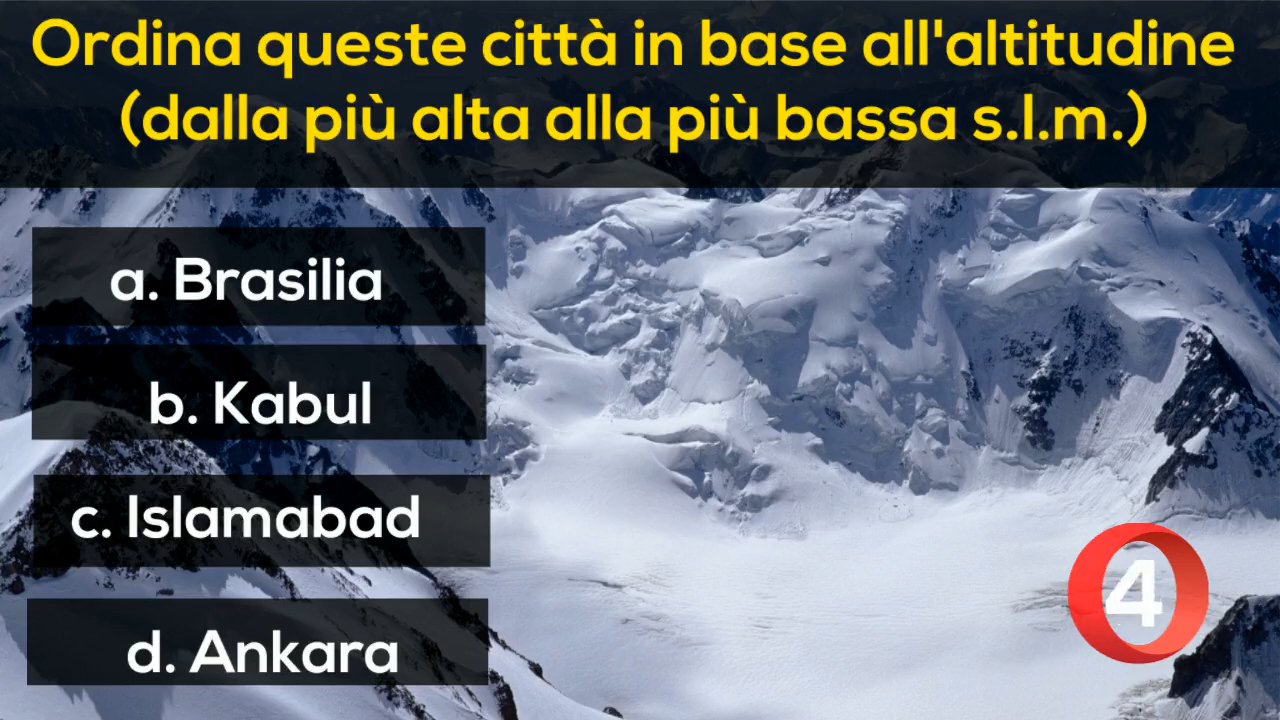 Ordina queste città in base all'altitudine
(dalla più alta alla più bassa s.l.m.)
a. Brasilia
b. Kabul
c. Islamabad
d. Ankara
4